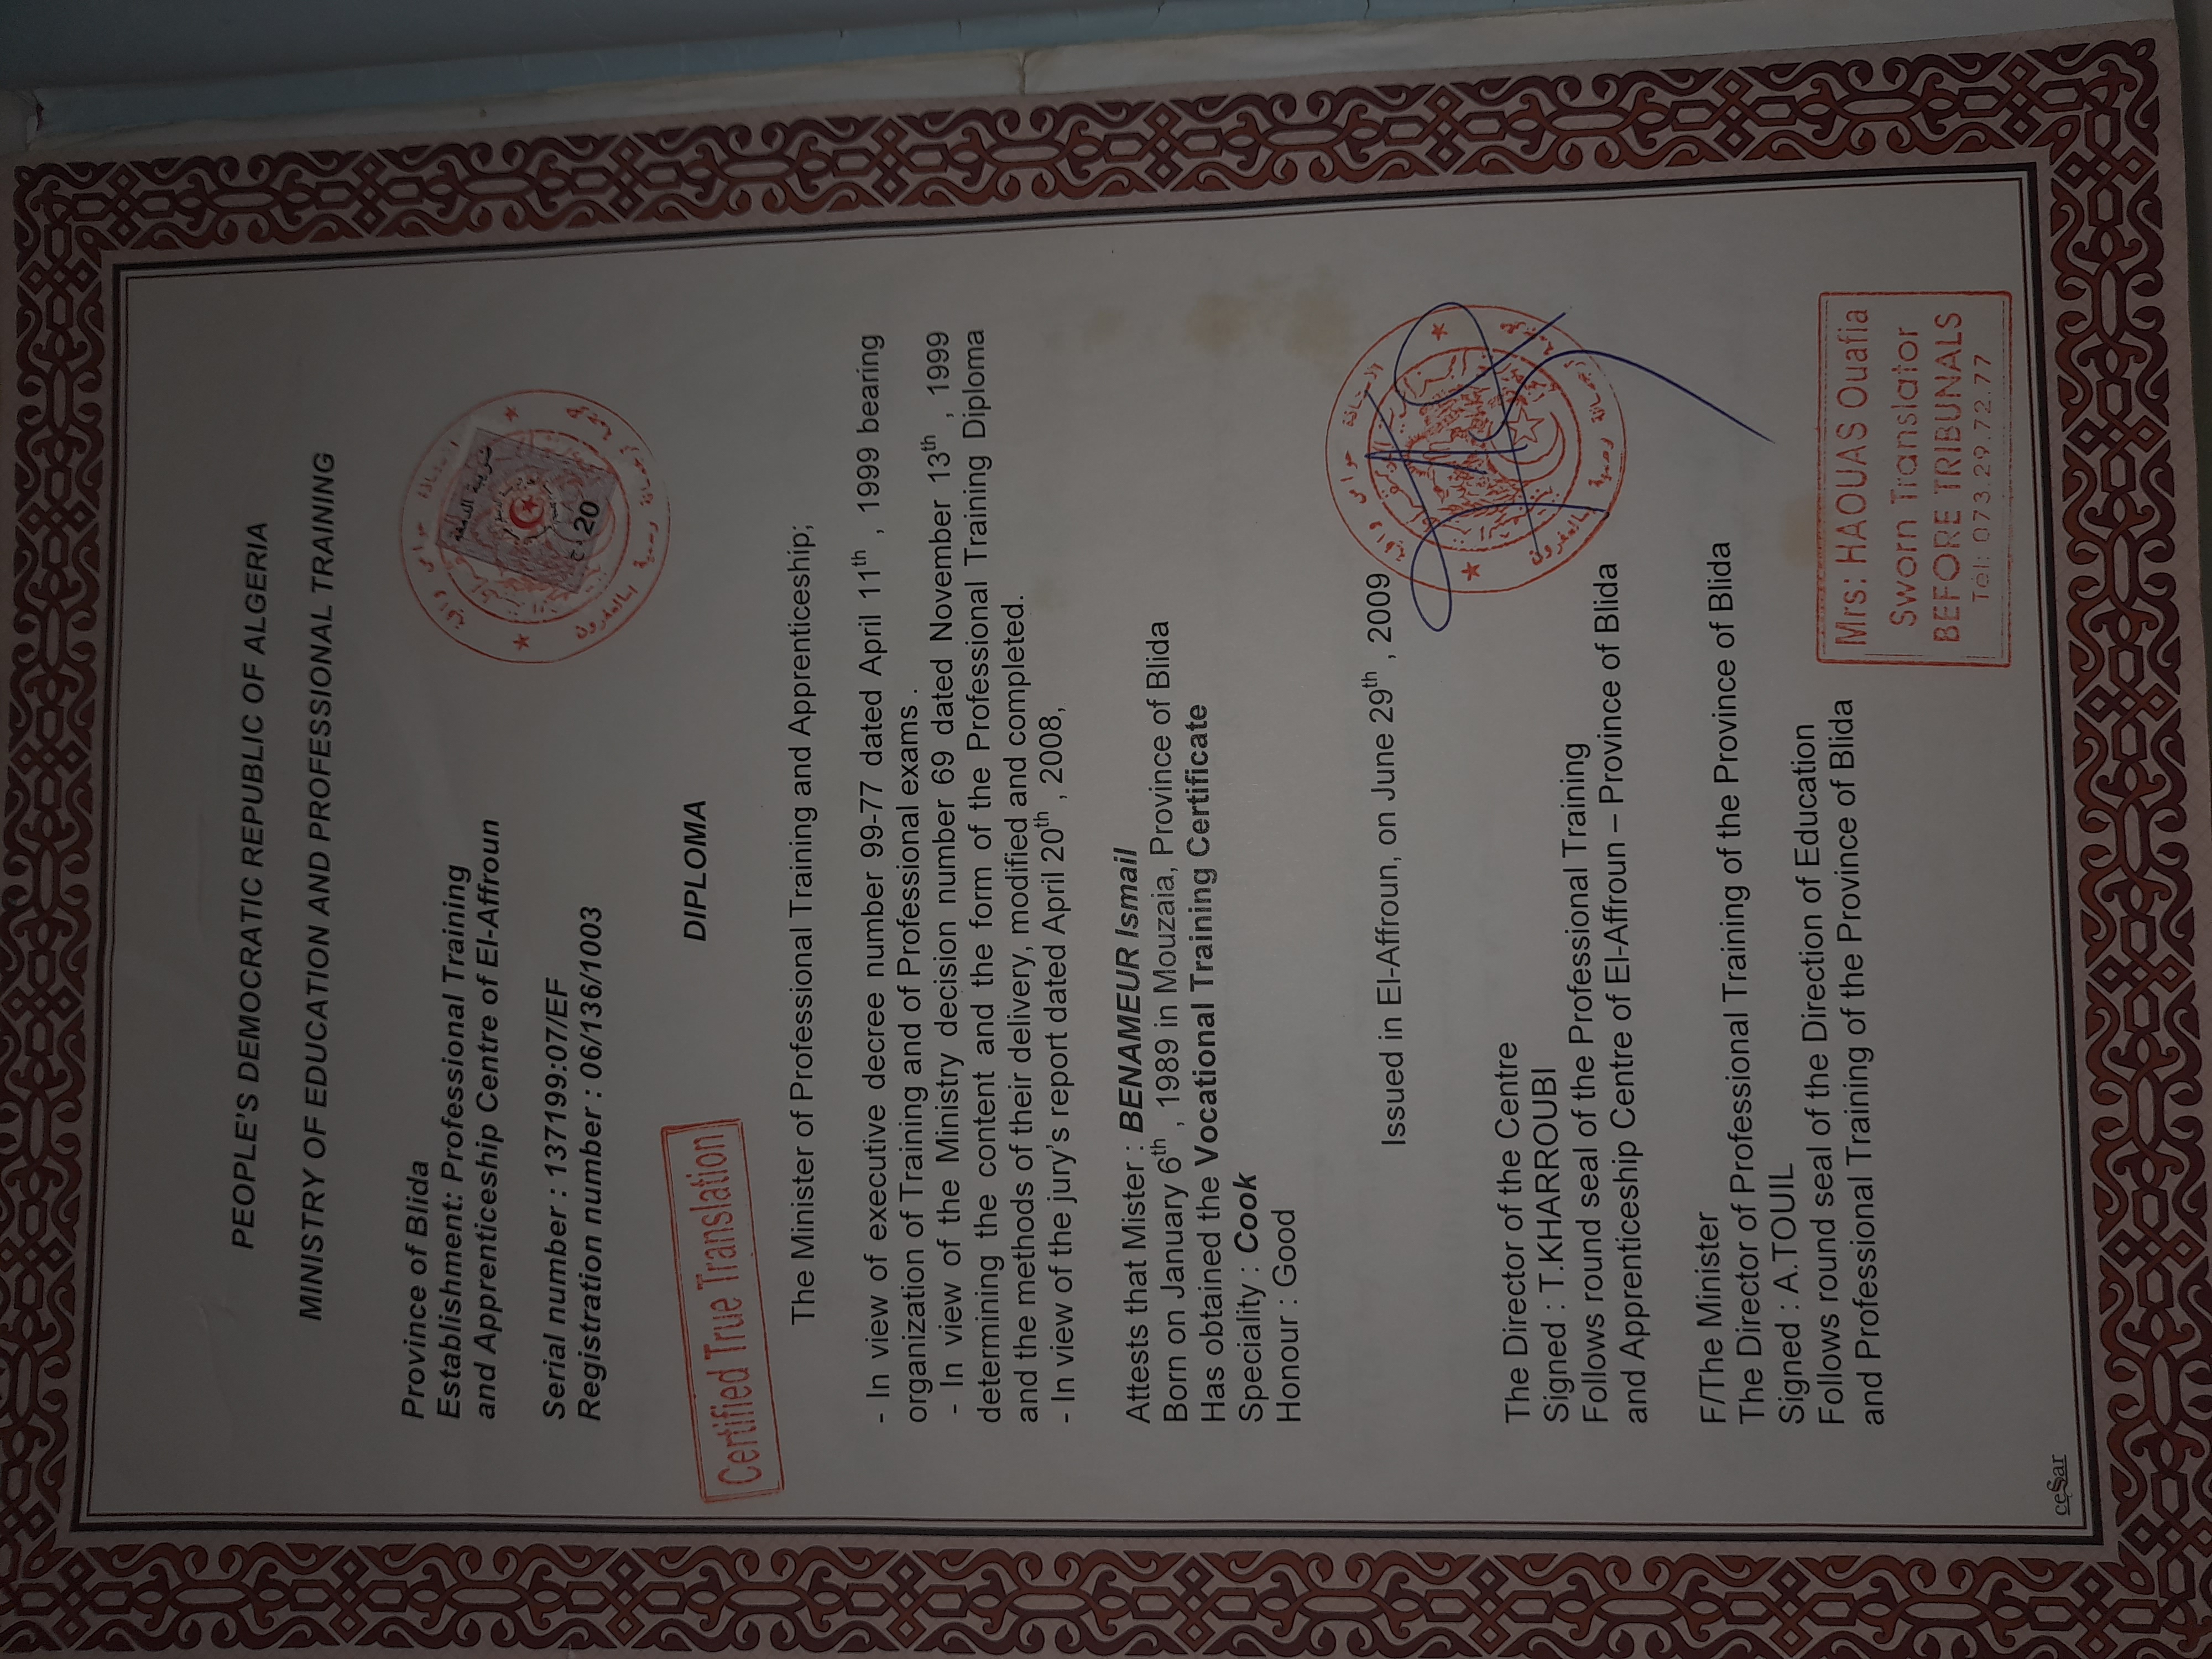 PEOPLE'S DEMOCRATIC REPUBLIC OF ALGERIA
MINISTRY OF EDUCATION AND PROFESSIONAL TRAINING
Province of Blida
Establishment: Professional Training
and Apprenticeship Centre of El-Affroun
20
Serial number : 137199:07/EF
Registration number : 06/136/1003
Certified True Translation
DIPLOMA
The Minister of Professional Training and Apprenticeship;
- In view of executive decree number 99-77 dated April 11th , 1999 bearing
organization of Training and of Professional exams .
- In view of the Ministry decision number 69 dated November 13th , 1999
determining the content and the form of the Professional Training Diploma
and the methods of their delivery, modified and completed.
- In view of the jury's report dated April 20th , 2008,
Attests that Mister : BENAMEUR Ismail
Born on January 6th , 1989 in Mouzaia, Province of Blida
Has obtained the Vocational Training Certificate
Speciality : Cook
Honour : Good
Issued in El-Affroun, on June 29th , 2009
The Director of the Centre
Signed : T.KHARROUBI
Follows round seal of the Professional Training
and Apprenticeship Centre of El-Affroun – Province of Blida
F/The Minister
The Director of Professional Training of the Province of Blida
Signed : A.TOUIL
Follows round seal of the Direction of Education
and Professional Training of the Province of Blida
Mrs: HAOUAS Ouafia
Sworn Translator
BEFORE TRIBUNALS
Tél: 073.29.72.77
ceSar